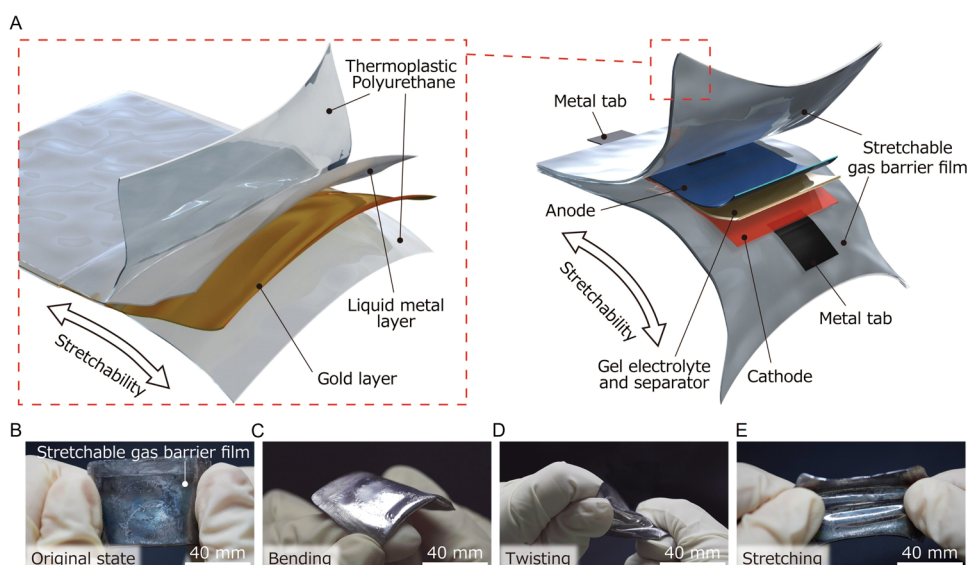 A
Thermoplastic
Polyurethane
Liquid metal
layer
Gold layer
Stretchability
Metal tab
Stretchable
gas barrier film
Anode
Stretchability
Metal tab
Gel electrolyte
and separator
Cathode
B
Stretchable gas barrier film
Original state
40 mm
C
Bending
40 mm
D
Twisting
40 mm
E
Stretching
40 mm